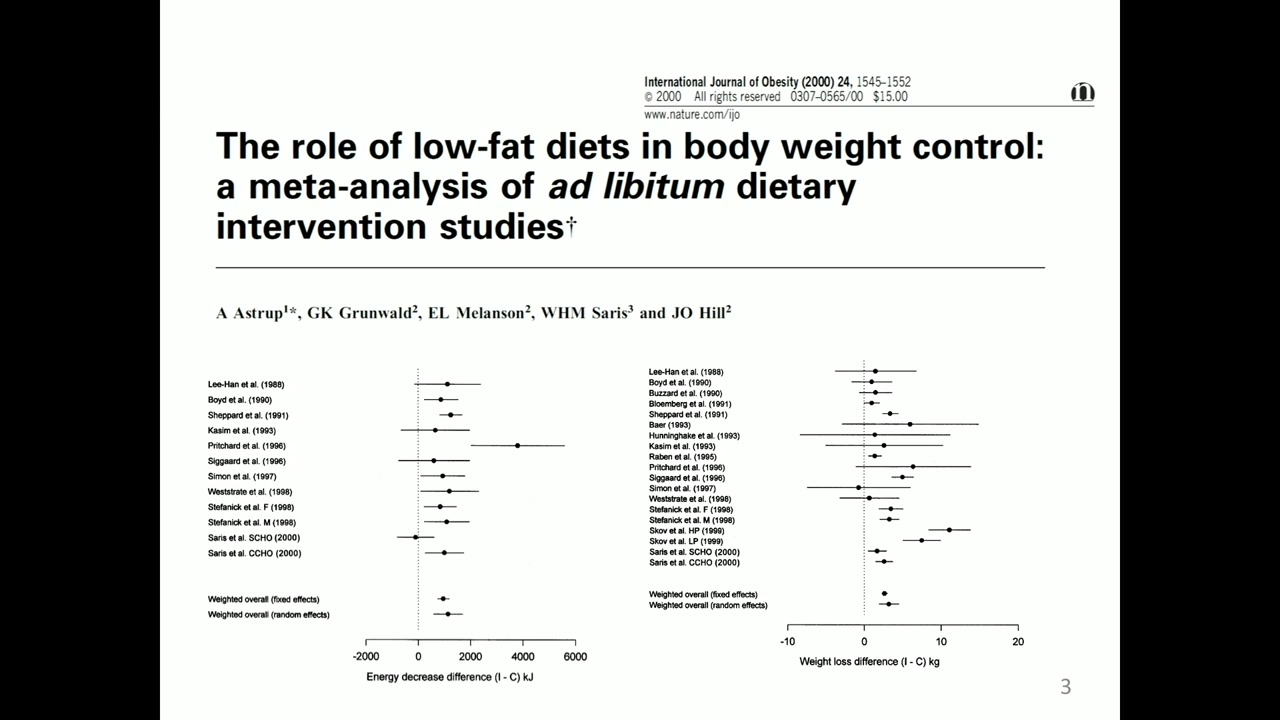 International Journal of Obesity (2000) 24, 1545–1552
© 2000 All rights reserved 0307-0565/00 $15.00
www.nature.com/ijo
The role of low-fat diets in body weight control:
a meta-analysis of ad libitum dietary
intervention studies†
A Astrup1*, GK Grunwald2, EL Melanson2, WHM Saris3 and JO Hill2
Lee-Han et al. (1988)
Boyd et al. (1990)
Sheppard et al. (1991)
Kasim et al. (1993)
Pritchard et al. (1996)
Siggaard et al. (1996)
Simon et al. (1997)
Weststrate et al. (1998)
Stefanick et al. F (1998)
Stefanick et al. M (1998)
Saris et al. SCHO (2000)
Saris et al. CCHO (2000)
Weighted overall (fixed effects)
Weighted overall (random effects)
-2000 0 2000 4000 6000
Energy decrease difference (I - C) kJ
Lee-Han et al. (1988)
Boyd et al. (1990)
Buzzard et al. (1990)
Bloemberg et al. (1991)
Sheppard et al. (1991)
Baer (1993)
Hunninghake et al. (1993)
Kasim et al. (1993)
Raben et al. (1995)
Pritchard et al. (1996)
Siggaard et al. (1996)
Simon et al. (1997)
Weststrate et al. (1998)
Stefanick et al. F (1998)
Stefanick et al. M (1998)
Skov et al. HP (1999)
Skov et al. LP (1999)
Saris et al. SCHO (2000)
Saris et al. CCHO (2000)
Weighted overall (fixed effects)
Weighted overall (random effects)
-10 0 10 20
Weight loss difference (I - C) kg
3